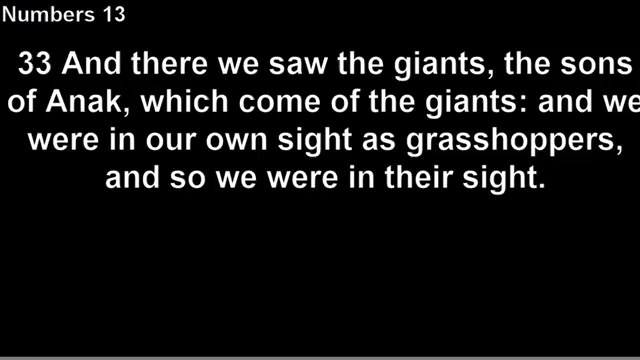 Numbers 13
33 And there we saw the giants, the sons
of Anak, which come of the giants: and we
were in our own sight as grasshoppers,
and so we were in their sight.